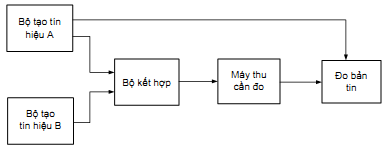 Bộ tạo tín
hiệu A
Bộ kết hợp
Máy thu
cần đo
Đo bản
tin
Bộ tạo
tín hiệu B